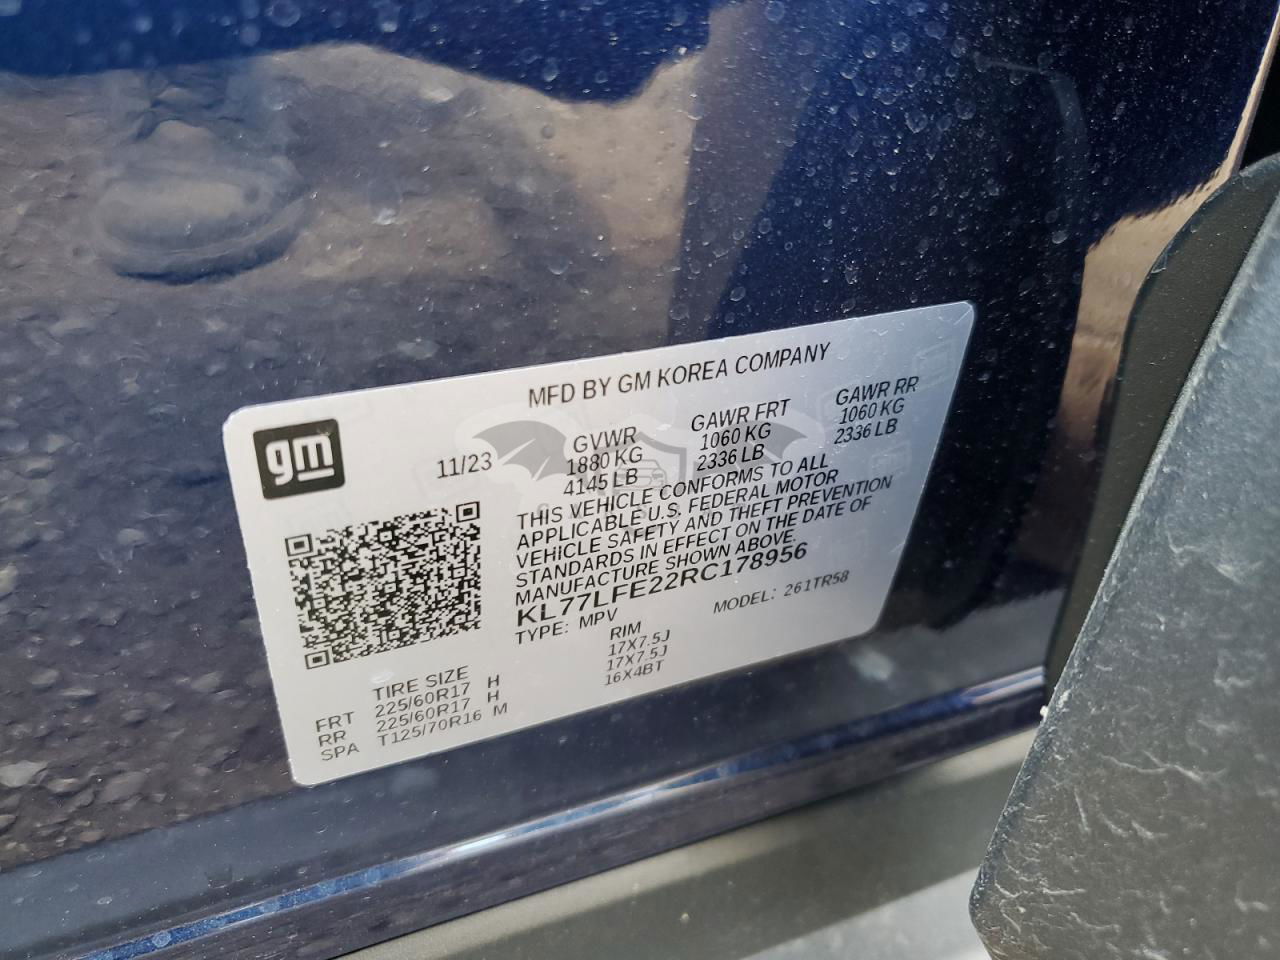 MFD BY GM KOREA COMPANY
gm
11/23
GVWR GAWR FRT GAWR RR
1880 KG 1060 KG 1060 KG
4145 LB 2336 LB 2336 LB
THIS VEHICLE CONFORMS TO ALL
APPLICABLE U.S. FEDERAL MOTOR
VEHICLE SAFETY AND THEFT PREVENTION
STANDARDS IN EFFECT ON THE DATE OF
MANUFACTURE SHOWN ABOVE.
KL77LFE22RC178956
TYPE: MPV MODEL: 261TR58
TIRE SIZE RIM
FRT 225/60R17 H 17X7.5J
RR 225/60R17 H 17X7.5J
SPA T125/70R16 M 16X4BT